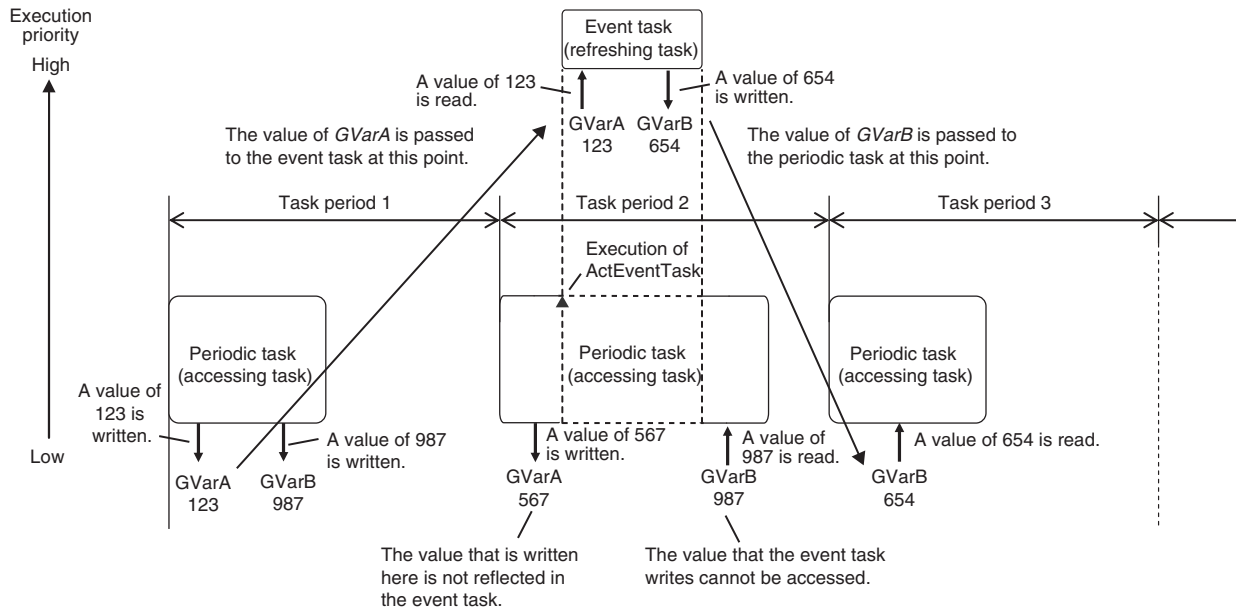 Execution
priority
High
Low
Event task
(refreshing task)
A value of 123
is read.
A value of 654
is written.
GVarA
123
GVarB
654
The value of GVarA is passed
to the event task at this point.
The value of GVarB is passed to
the periodic task at this point.
Task period 1
Task period 2
Task period 3
Execution of
ActEventTask
Periodic task
(accessing task)
Periodic task
(accessing task)
Periodic task
(accessing task)
A value of
123 is
written.
A value of 987
is written.
GVarA
123
GVarB
987
A value of 567
is written.
GVarA
567
A value of
987 is read.
GVarB
987
A value of 654 is read.
GVarB
654
The value that is written
here is not reflected in
the event task.
The value that the event task
writes cannot be accessed.